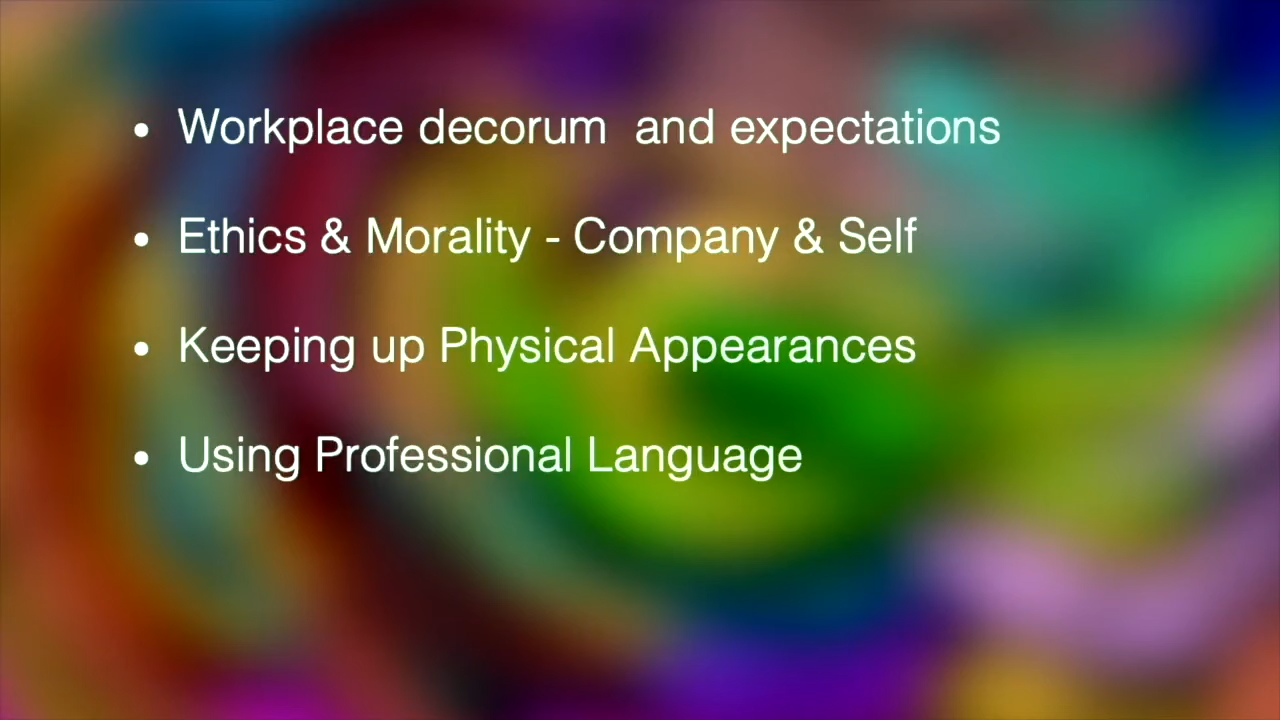 • Workplace decorum  and expectations
• Ethics & Morality - Company & Self
• Keeping up Physical Appearances
• Using Professional Language